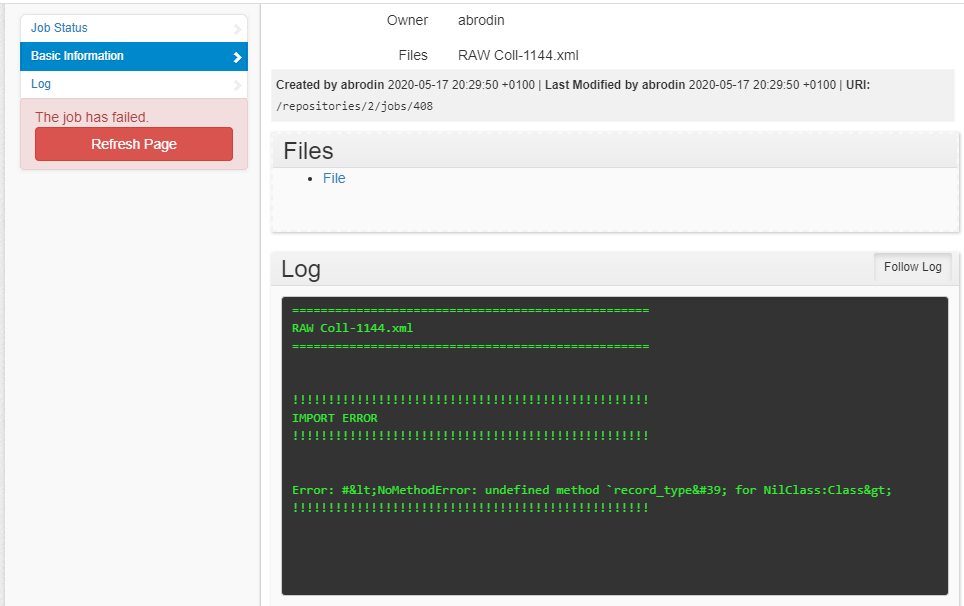 Job Status
Basic Information
Log
The job has failed.
Refresh Page
Owner abrodin
Files RAW Coll-1144.xml
Created by abrodin 2020-05-17 20:29:50 +0100 | Last Modified by abrodin 2020-05-17 20:29:50 +0100 | URI:
/repositories/2/jobs/408
Files
• File
Log
Follow Log
==================================================
RAW Coll-1144.xml
==================================================
!!!!!!!!!!!!!!!!!!!!!!!!!!!!!!!!!!!!!!!!!!!!!!!!!!
IMPORT ERROR
!!!!!!!!!!!!!!!!!!!!!!!!!!!!!!!!!!!!!!!!!!!!!!!!!!
Error: #&lt;NoMethodError: undefined method `record_type&#39; for NilClass:Class&gt;
!!!!!!!!!!!!!!!!!!!!!!!!!!!!!!!!!!!!!!!!!!!!!!!!!!